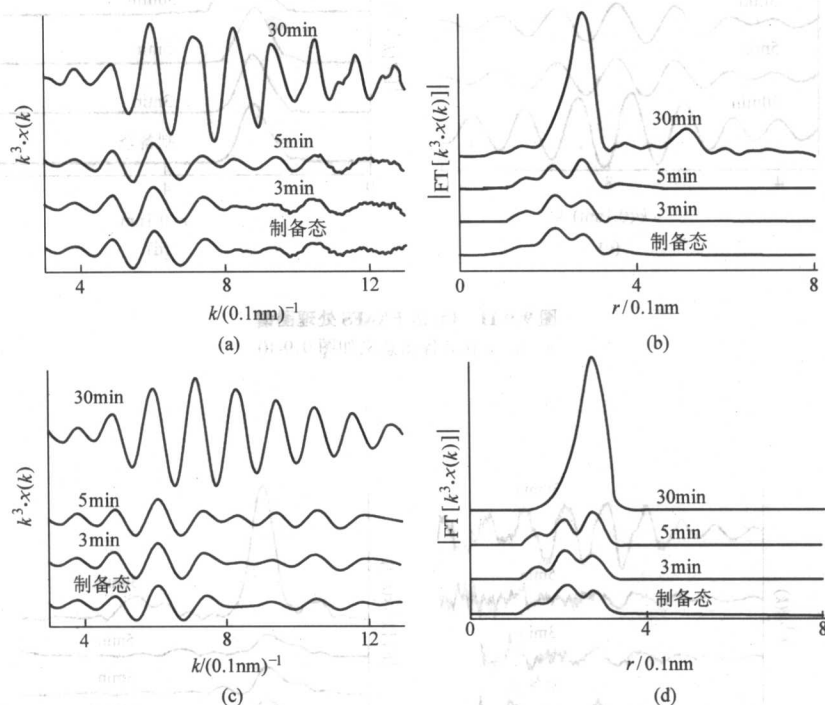 30min
5min
3min
制备态
k³·x(k)
4
8
12
k/(0.1nm)⁻¹
(a)
30min
5min
3min
制备态
|FT[k³·x(k)]|
0
4
8
r/0.1nm
(b)
30min
5min
3min
制备态
k³·x(k)
4
8
12
k/(0.1nm)⁻¹
(c)
30min
5min
3min
制备态
|FT[k³·x(k)]|
0
4
8
r/0.1nm
(d)